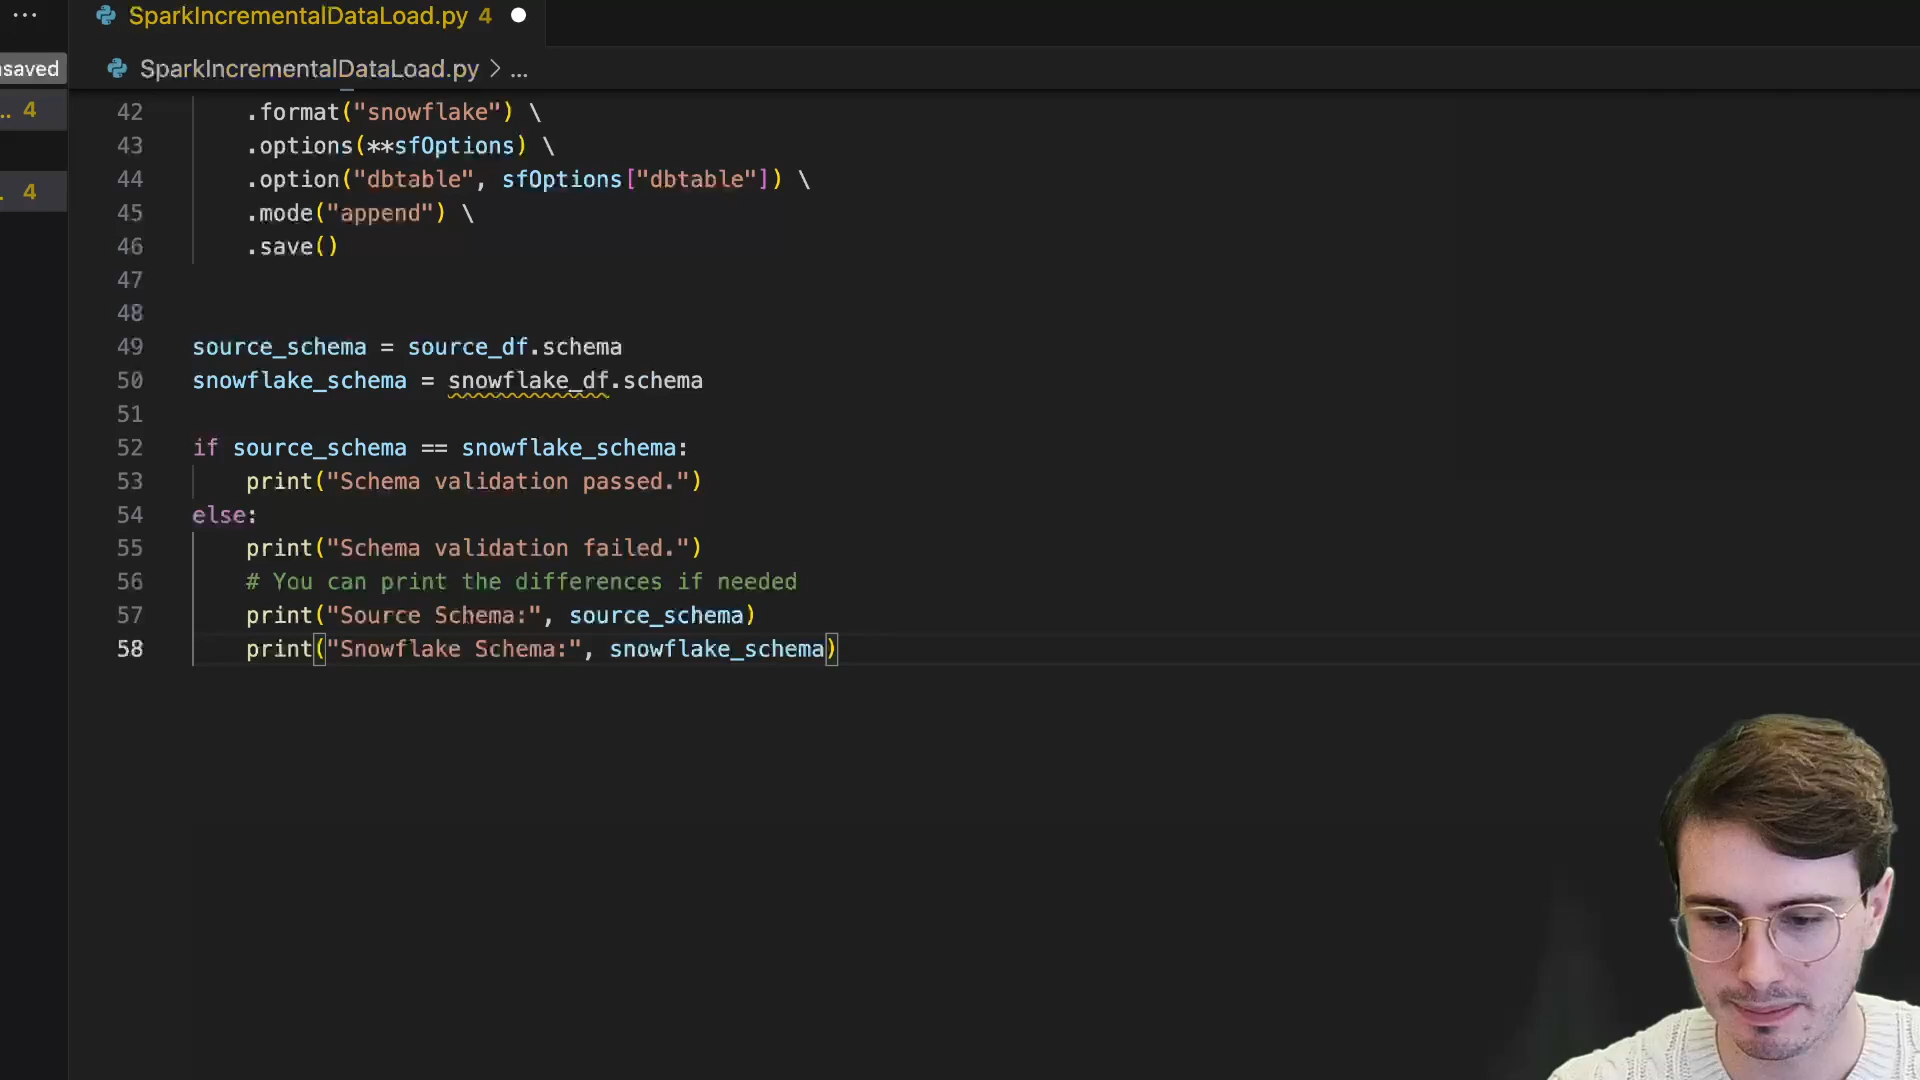 ... SparkIncrementalDataLoad.py 4
saved SparkIncrementalDataLoad.py > ...
.. 4
4
42 .format("snowflake") \
43 .options(**sfOptions) \
44 .option("dbtable", sfOptions["dbtable"]) \
45 .mode("append") \
46 .save()
47
48
49 source_schema = source_df.schema
50 snowflake_schema = snowflake_df.schema
51
52 if source_schema == snowflake_schema:
53 print("Schema validation passed.")
54 else:
55 print("Schema validation failed.")
56 # You can print the differences if needed
57 print("Source Schema:", source_schema)
58 print("Snowflake Schema:", snowflake_schema)